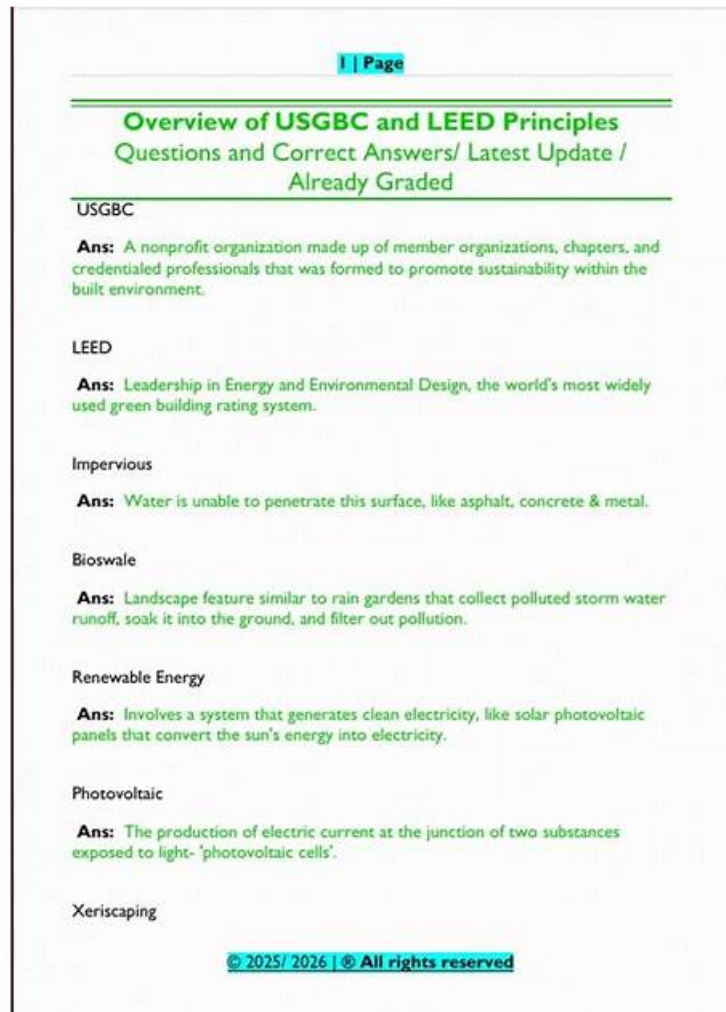 1 | Page
Overview of USGBC and LEED Principles
Questions and Correct Answers/ Latest Update /
Already Graded
USGBC
Ans: A nonprofit organization made up of member organizations, chapters, and
credentialed professionals that was formed to promote sustainability within the
built environment.
LEED
Ans: Leadership in Energy and Environmental Design, the world's most widely
used green building rating system.
Impervious
Ans: Water is unable to penetrate this surface, like asphalt, concrete & metal.
Bioswale
Ans: Landscape feature similar to rain gardens that collect polluted storm water
runoff, soak it into the ground, and filter out pollution.
Renewable Energy
Ans: Involves a system that generates clean electricity, like solar photovoltaic
panels that convert the sun's energy into electricity.
Photovoltaic
Ans: The production of electric current at the junction of two substances
exposed to light- 'photovoltaic cells'.
Xeriscaping
© 2025/ 2026 | ® All rights reserved